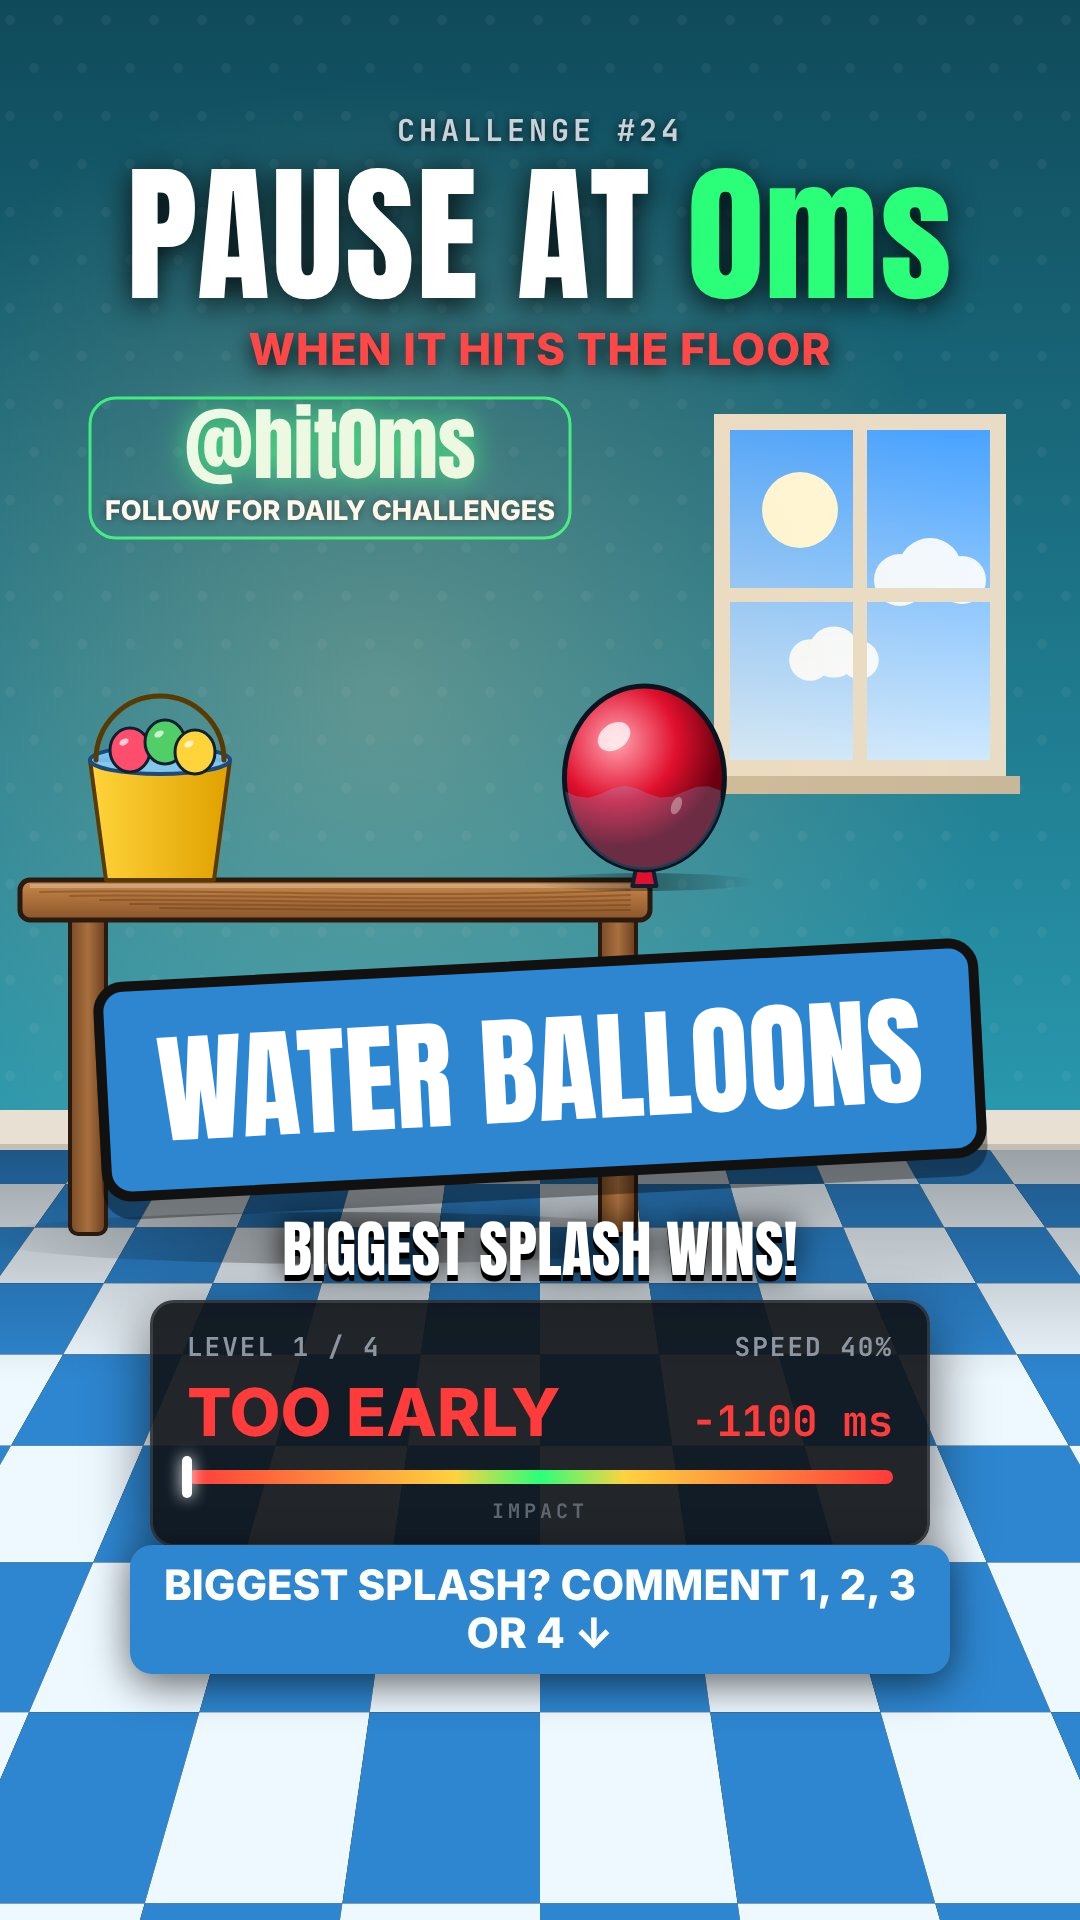 CHALLENGE #24
PAUSE AT 0ms
WHEN IT HITS THE FLOOR
@hit0ms
FOLLOW FOR DAILY CHALLENGES
WATER BALLOONS
BIGGEST SPLASH WINS!
LEVEL 1 / 4
SPEED 40%
TOO EARLY
-1100 ms
IMPACT
BIGGEST SPLASH? COMMENT 1, 2, 3
OR 4 ↓